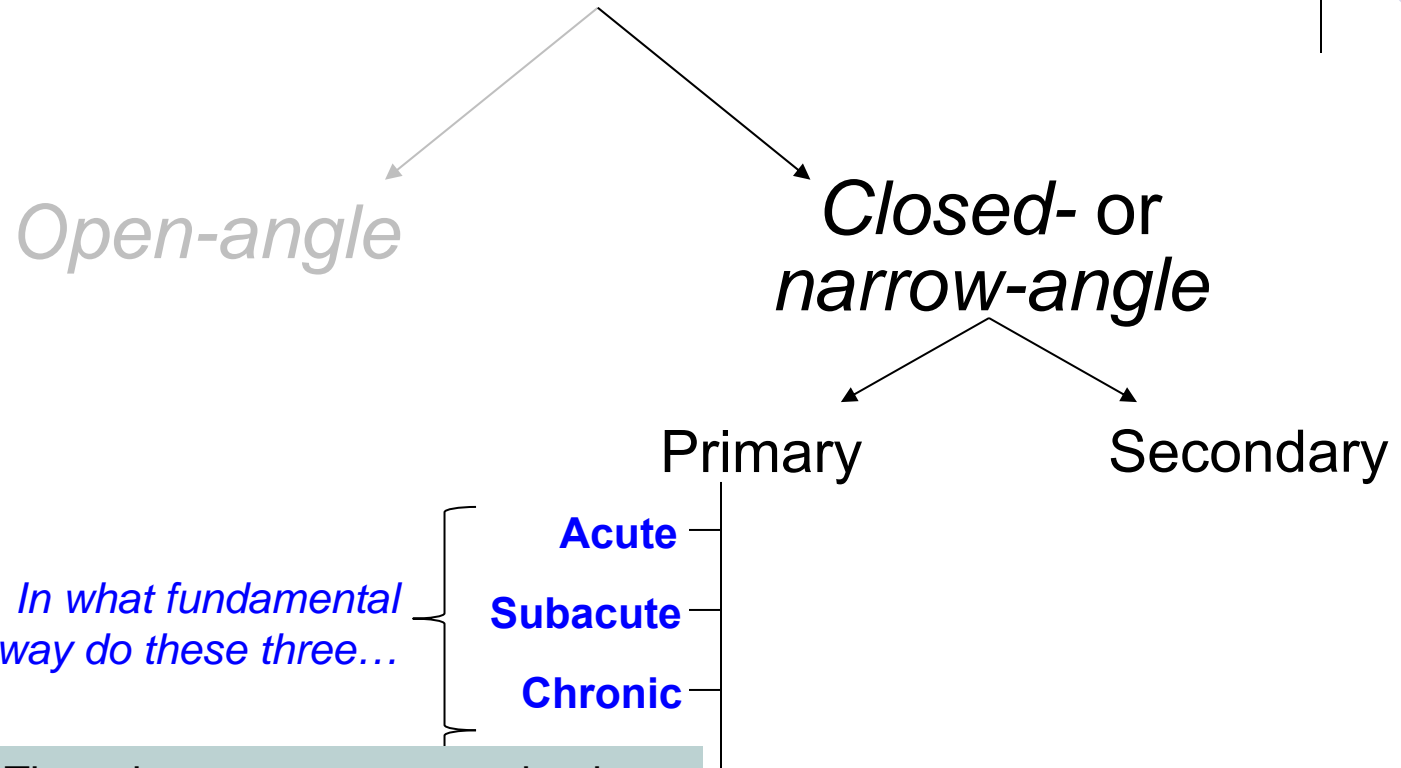 Open-angle
Closed- or
narrow-angle
Primary
Secondary
Acute
Subacute
Chronic
In what fundamental
way do these three…